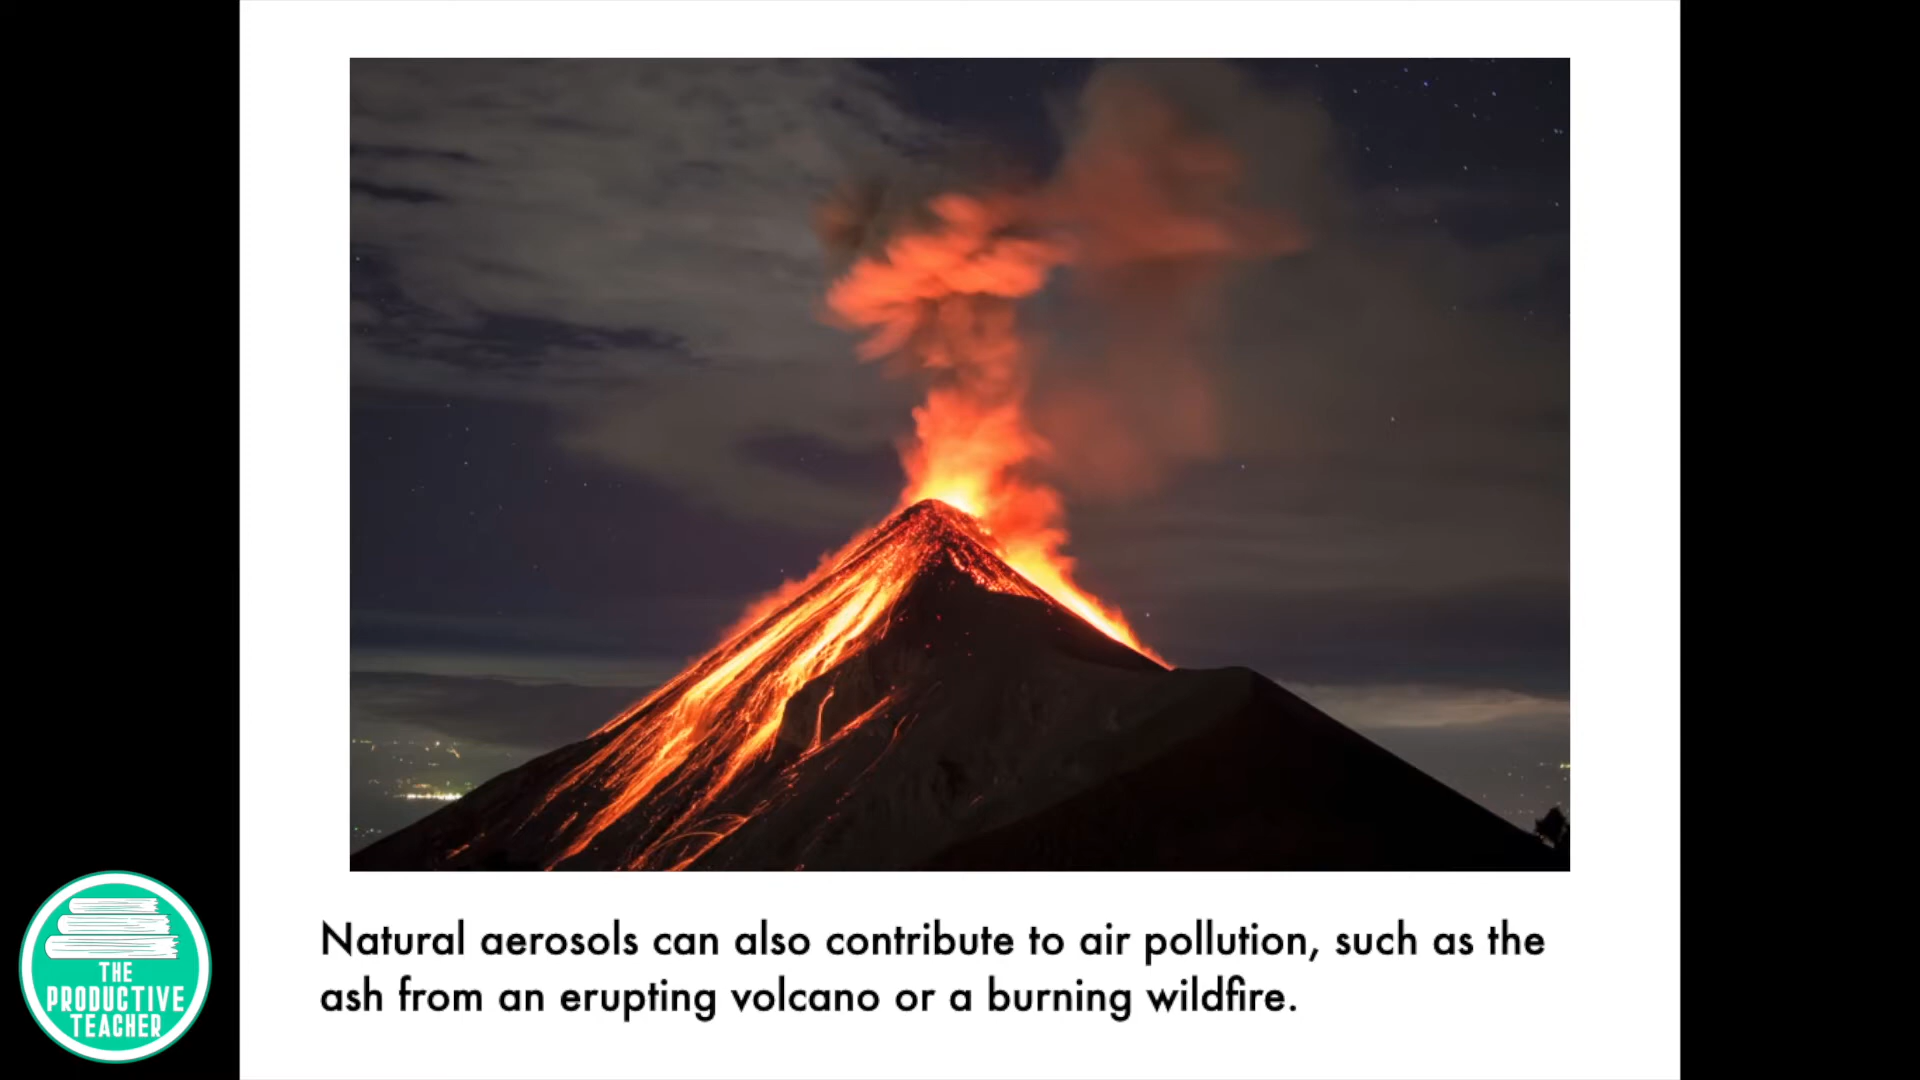 Natural aerosols can also contribute to air pollution, such as the
ash from an erupting volcano or a burning wildfire.
THE
PRODUCTIVE
TEACHER